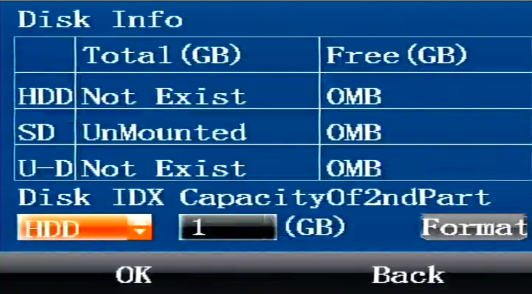 Disk Info
Total(GB) Free(GB)
HDD Not Exist 0MB
SD UnMounted 0MB
U-D Not Exist 0MB
Disk IDX CapacityOf2ndPart
HDD 1 (GB) Format
OK Back